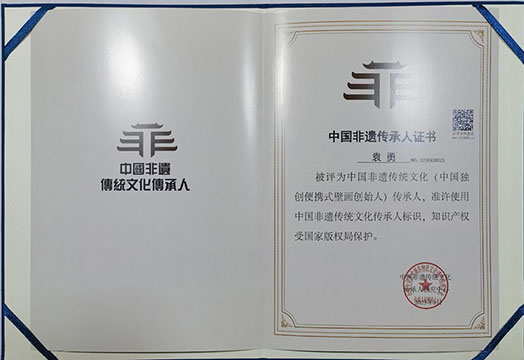 中國非遺
傳統文化傳承人
中国非遗传承人证书
袁勇
被评为中国非遗传统文化（中国独
创便携式壁画创始人）传承人，准许使用
中国非遗传统文化传承人标识，知识产权
受国家版权局保护。